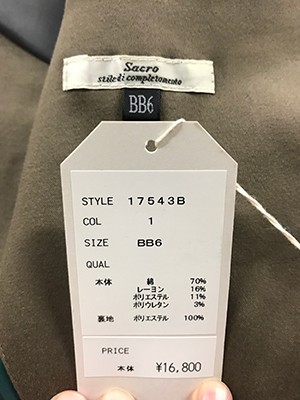 Sacro
stile di completamento
BB6
STYLE 17543B
COL 1
SIZE BB6
QUAL
本体 綿 70%
レーヨン 16%
ポリエステル 11%
ポリウレタン 3%
裏地 ポリエステル 100%
PRICE
本体 ¥16,800